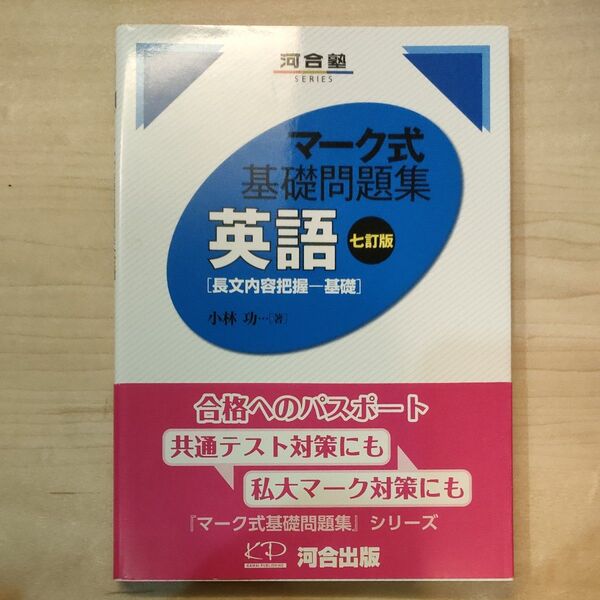 河合塾
SERIES
マーク式
基礎問題集
英語 七訂版
[長文内容把握―基礎]
小林 功…[著]
合格へのパスポート
共通テスト対策にも
私大マーク対策にも
『マーク式基礎問題集』シリーズ
KP 河合出版
KAWAI PUBLISHING